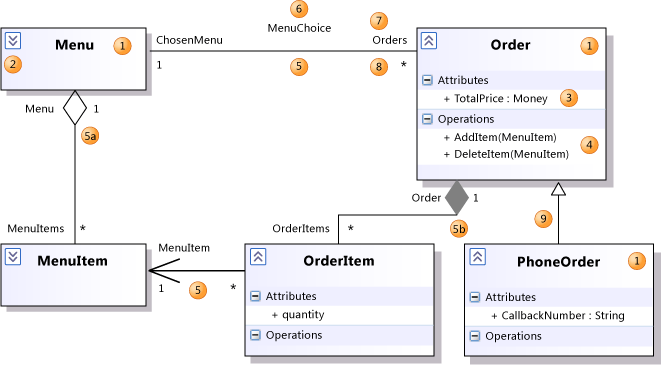 6
MenuChoice
7
Menu
1
2
ChosenMenu
Orders
1
5
8
*
Order
1
Attributes
+ TotalPrice : Money
3
Operations
+ AddItem(MenuItem)
4
+ DeleteItem(MenuItem)
Menu
1
5a
Order
1
5b
9
MenuItems
*
OrderItems
*
MenuItem
MenuItem
1
5
*
OrderItem
Attributes
+ quantity
Operations
PhoneOrder
1
Attributes
+ CallbackNumber : String
Operations